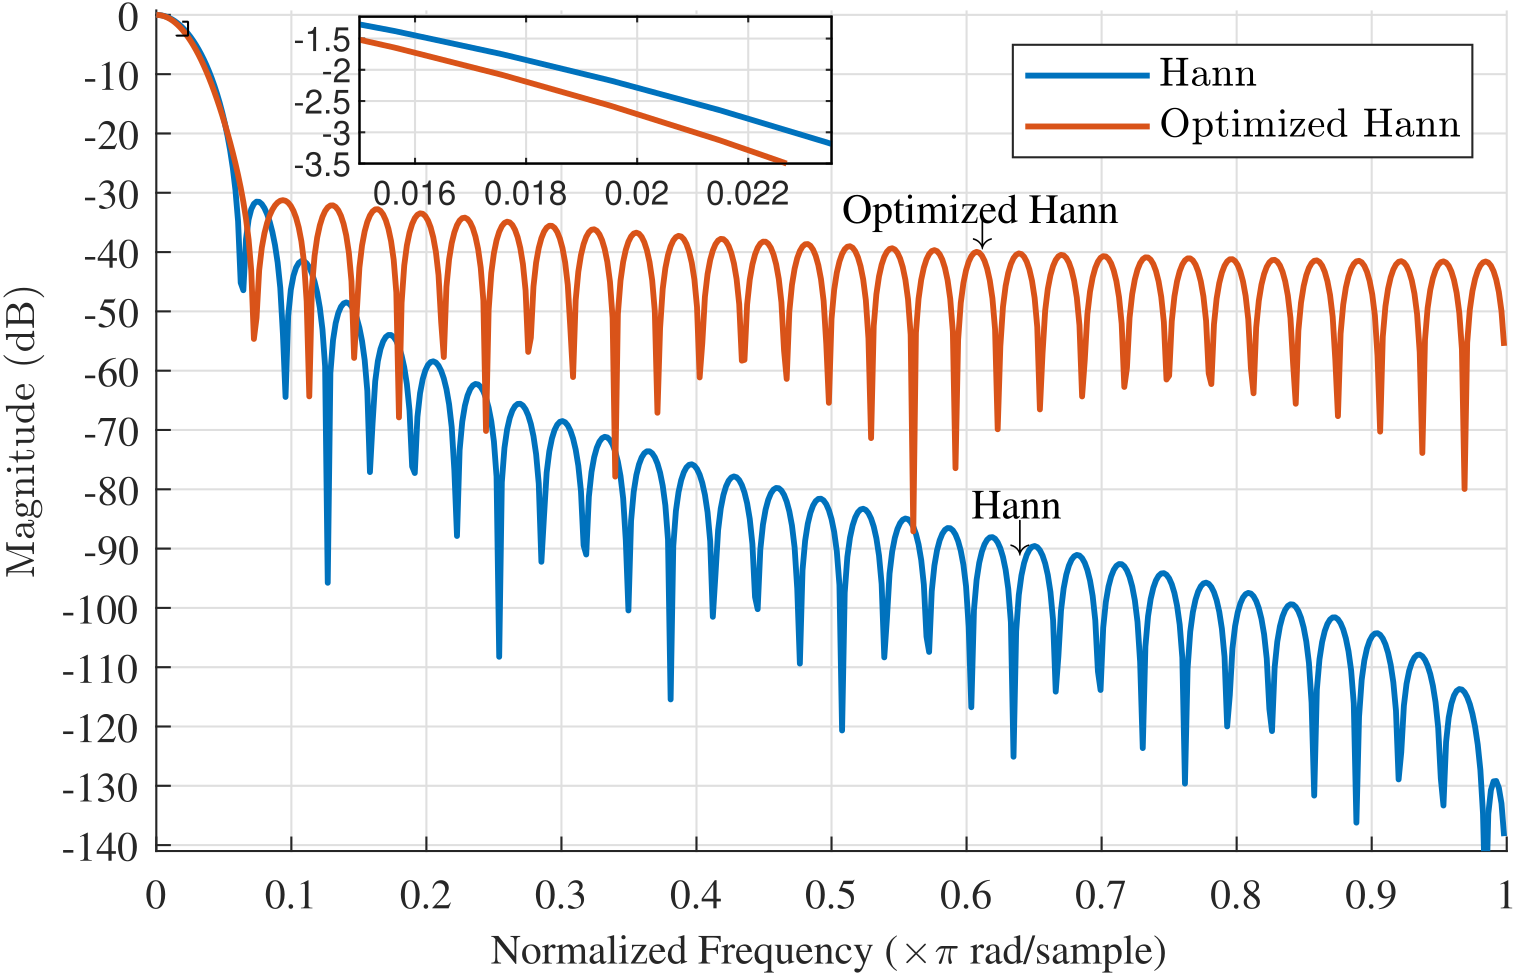 0
-10
-20
-30
-40
-50
-60
-70
-80
-90
-100
-110
-120
-130
-140
Magnitude (dB)
-1.5
-2
-2.5
-3
-3.5
0.016 0.018 0.02 0.022
Hann
Optimized Hann
Optimized Hann
Hann
0 0.1 0.2 0.3 0.4 0.5 0.6 0.7 0.8 0.9 1
Normalized Frequency (×π rad/sample)